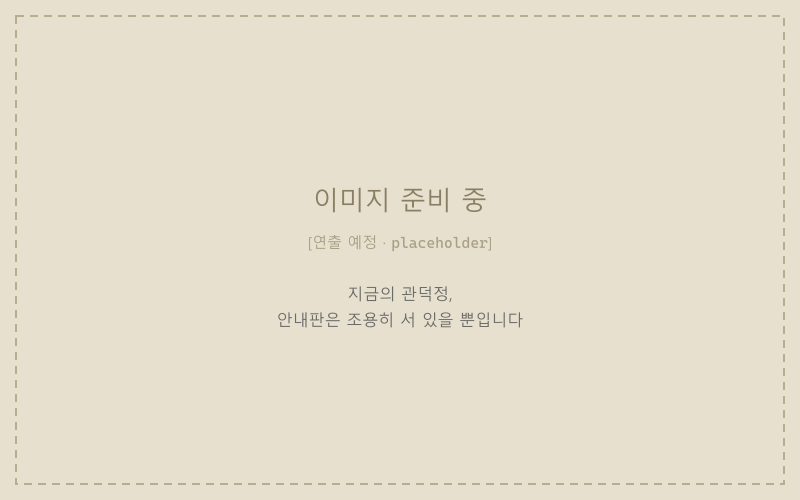 이미지 준비 중
[연출 예정 · placeholder]
지금의 관덕정,
안내판은 조용히 서 있을 뿐입니다